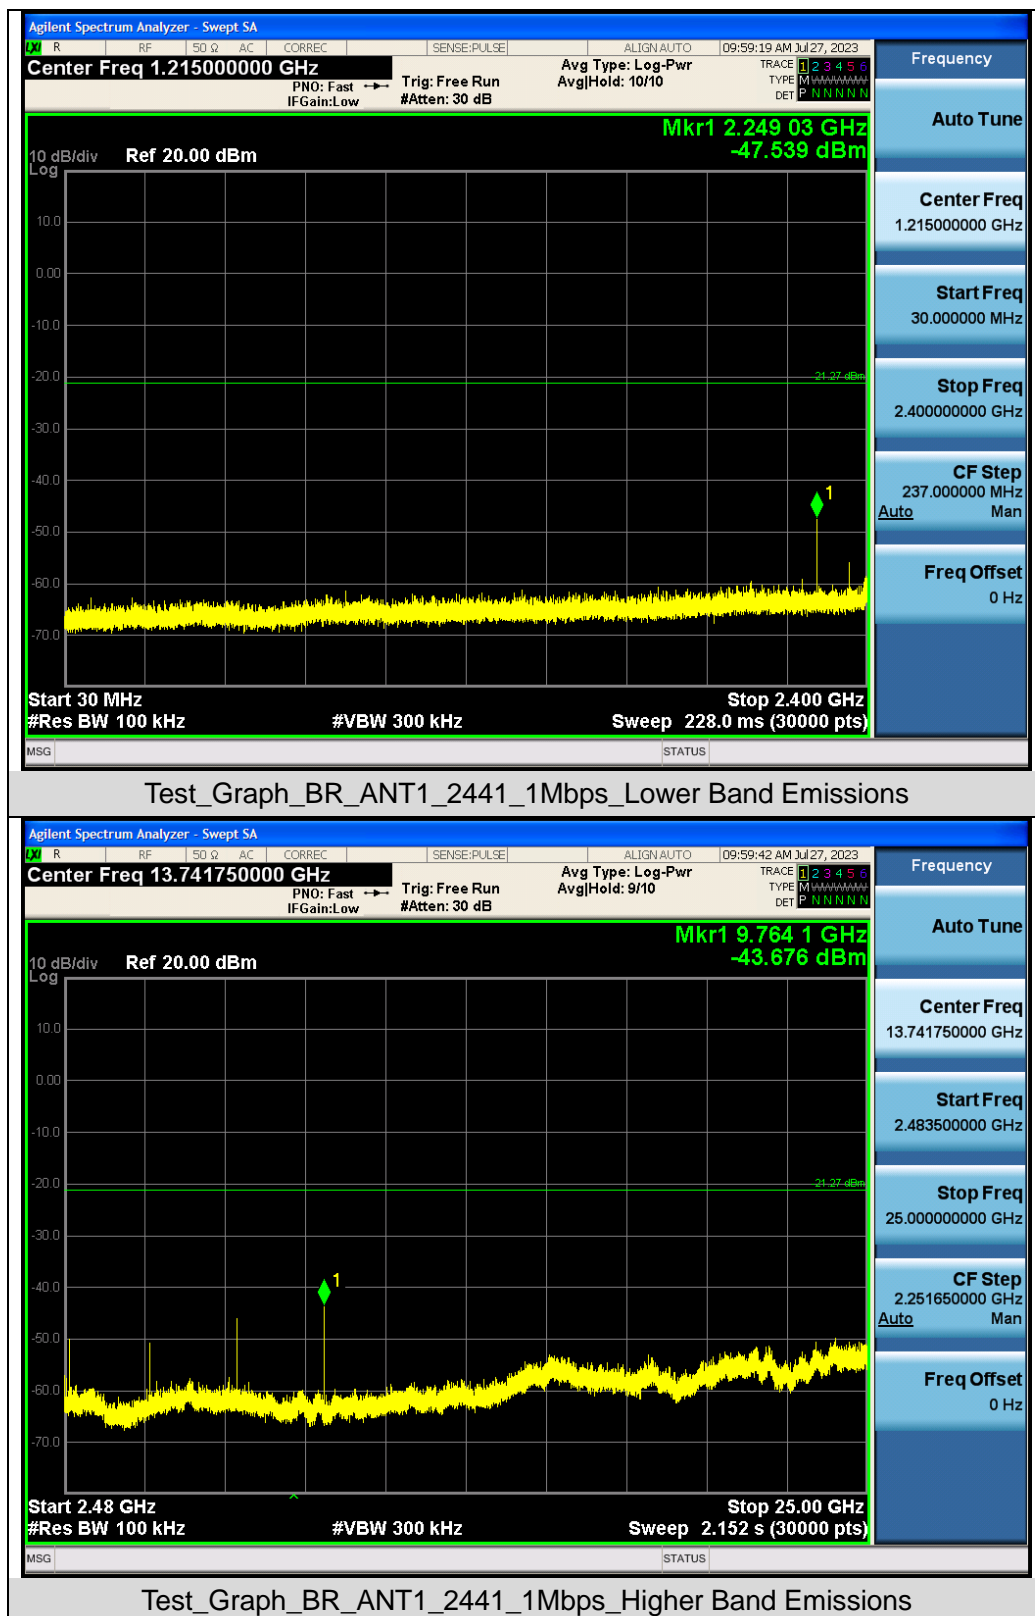 Agilent Spectrum Analyzer - Swept SA
LXI R RF 50 Ω AC CORREC SENSE:PULSE ALIGN AUTO 09:59:19 AM Jul 27, 2023
Center Freq 1.215000000 GHz
PNO: Fast
IFGain:Low
Trig: Free Run
#Atten: 30 dB
Avg Type: Log-Pwr
Avg|Hold: 10/10
TRACE 1 2 3 4 5 6
TYPE M WWWWW
DET P N N N N N
Mkr1 2.249 03 GHz
-47.539 dBm
10 dB/div Ref 20.00 dBm
Log
10.0
0.00
-10.0
-20.0
-21.27 dBm
-30.0
-40.0
1
-50.0
-60.0
-70.0
Start 30 MHz Stop 2.400 GHz
#Res BW 100 kHz #VBW 300 kHz Sweep 228.0 ms (30000 pts)
MSG STATUS
Frequency
Auto Tune
Center Freq
1.215000000 GHz
Start Freq
30.000000 MHz
Stop Freq
2.400000000 GHz
CF Step
237.000000 MHz
Auto Man
Freq Offset
0 Hz
Test_Graph_BR_ANT1_2441_1Mbps_Lower Band Emissions
Agilent Spectrum Analyzer - Swept SA
LXI R RF 50 Ω AC CORREC SENSE:PULSE ALIGN AUTO 09:59:42 AM Jul 27, 2023
Center Freq 13.741750000 GHz
PNO: Fast
IFGain:Low
Trig: Free Run
#Atten: 30 dB
Avg Type: Log-Pwr
Avg|Hold: 9/10
TRACE 1 2 3 4 5 6
TYPE M WWWWW
DET P N N N N N
Mkr1 9.764 1 GHz
-43.676 dBm
10 dB/div Ref 20.00 dBm
Log
10.0
0.00
-10.0
-20.0
-21.27 dBm
-30.0
-40.0
1
-50.0
-60.0
-70.0
Start 2.48 GHz Stop 25.00 GHz
#Res BW 100 kHz #VBW 300 kHz Sweep 2.152 s (30000 pts)
MSG STATUS
Frequency
Auto Tune
Center Freq
13.741750000 GHz
Start Freq
2.483500000 GHz
Stop Freq
25.000000000 GHz
CF Step
2.251650000 GHz
Auto Man
Freq Offset
0 Hz
Test_Graph_BR_ANT1_2441_1Mbps_Higher Band Emissions